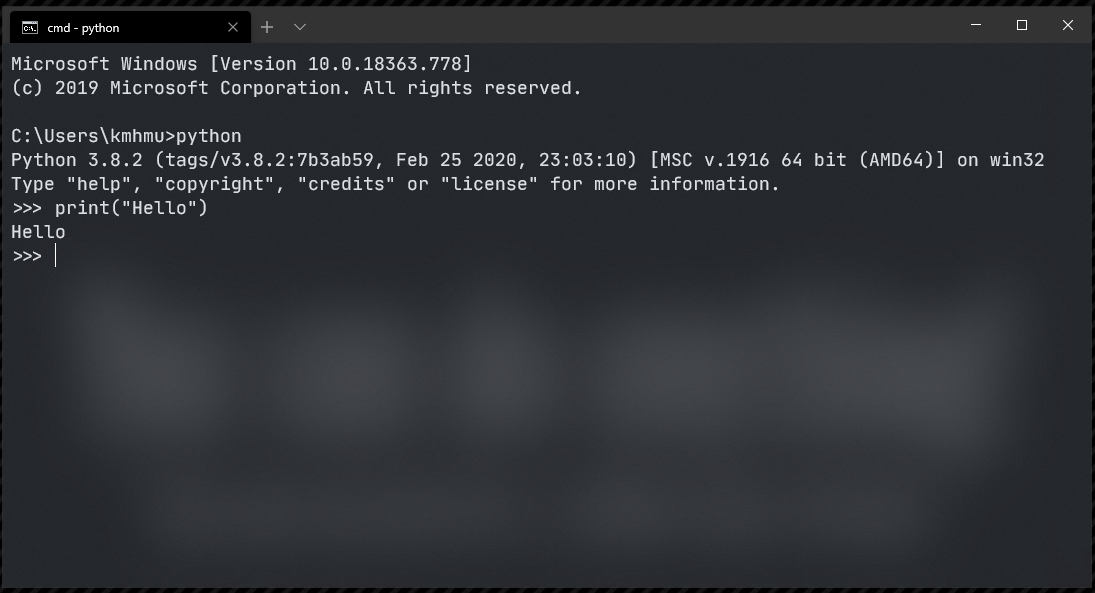 cmd - python
Microsoft Windows [Version 10.0.18363.778]
(c) 2019 Microsoft Corporation. All rights reserved.
C:\Users\kmhmu>python
Python 3.8.2 (tags/v3.8.2:7b3ab59, Feb 25 2020, 23:03:10) [MSC v.1916 64 bit (AMD64)] on win32
Type "help", "copyright", "credits" or "license" for more information.
>>> print("Hello")
Hello
>>>